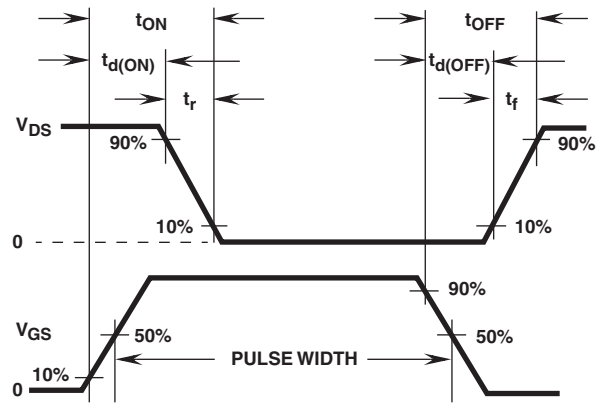 tON tOFF
td(ON) td(OFF)
tr tf
VDS
90% 90%
10% 10%
0
90%
VGS 50% 50%
PULSE WIDTH
10%
0